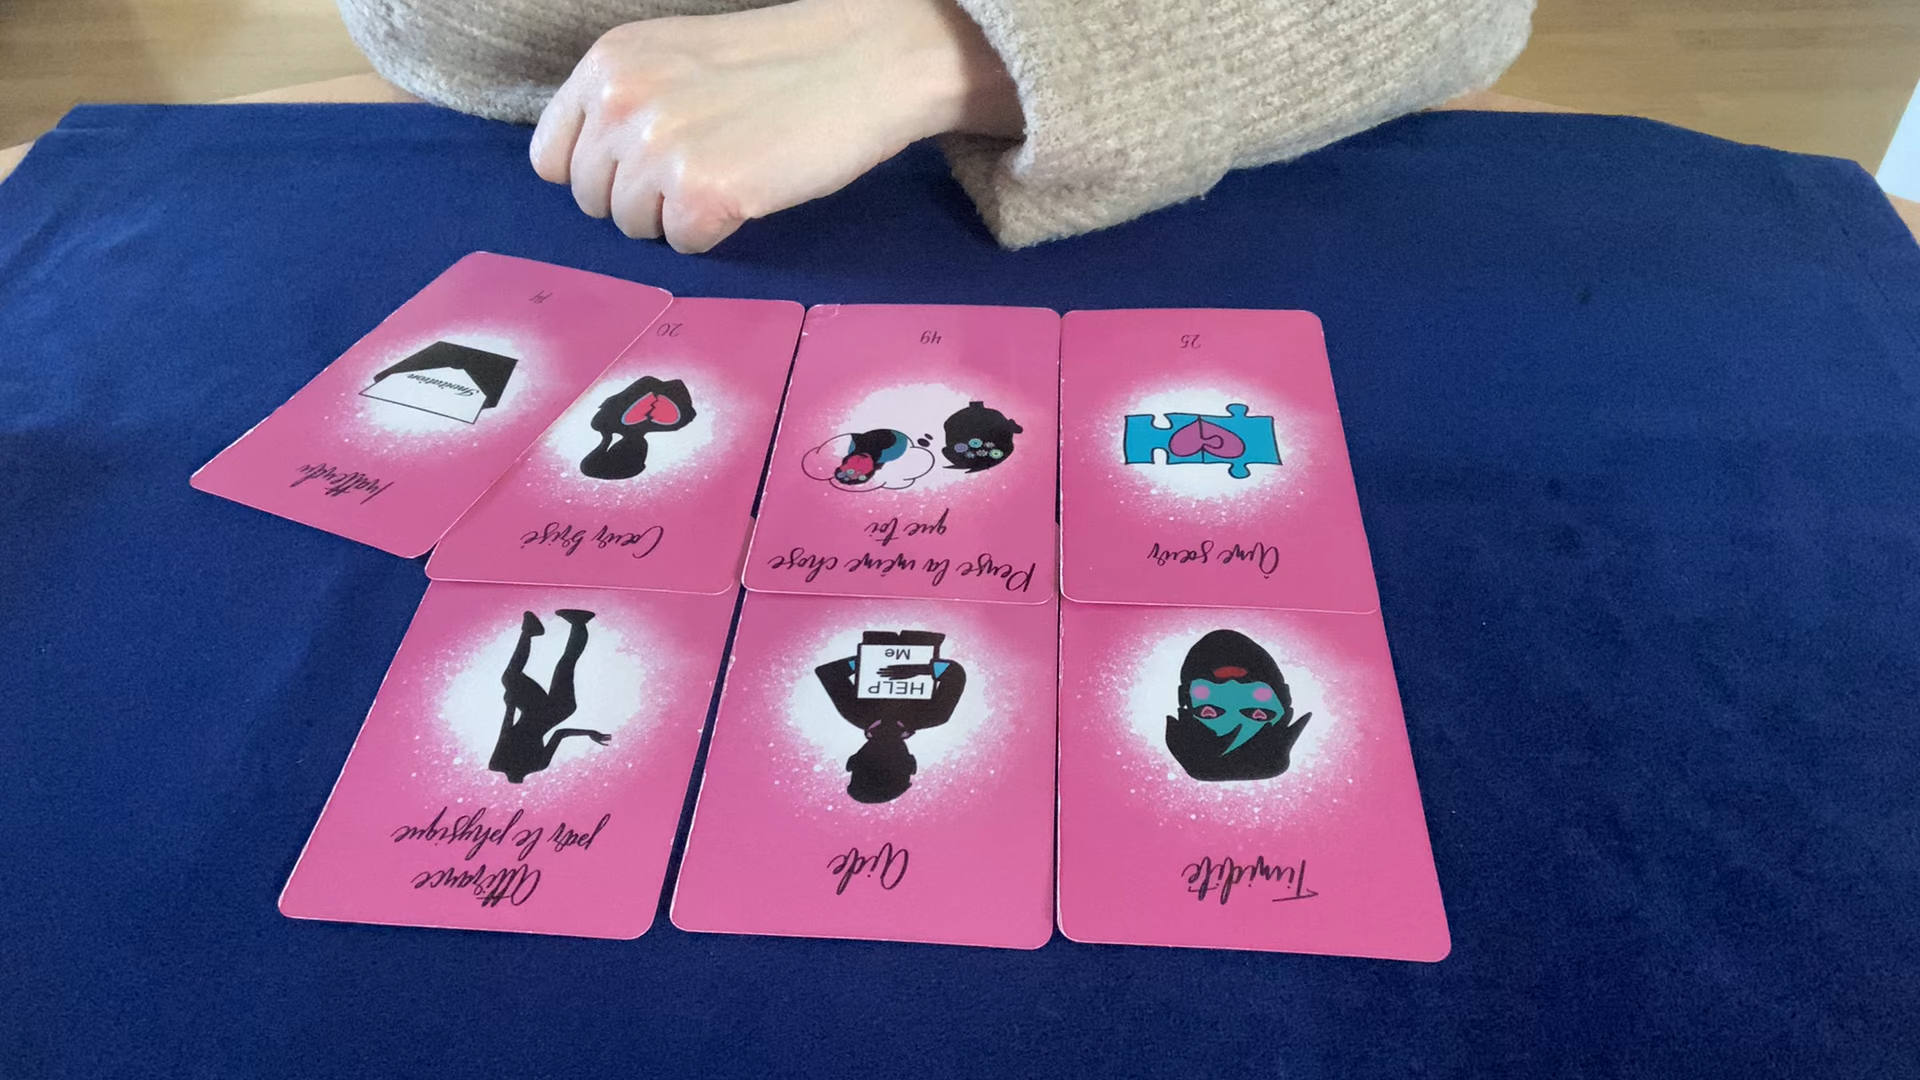 14
Invitation
Inattendu
20
Cœur brisé
49
Pense la même chose
que toi
25
Âme sœur
Attirance
par le physique
HELP
Me
Aide
Timidité